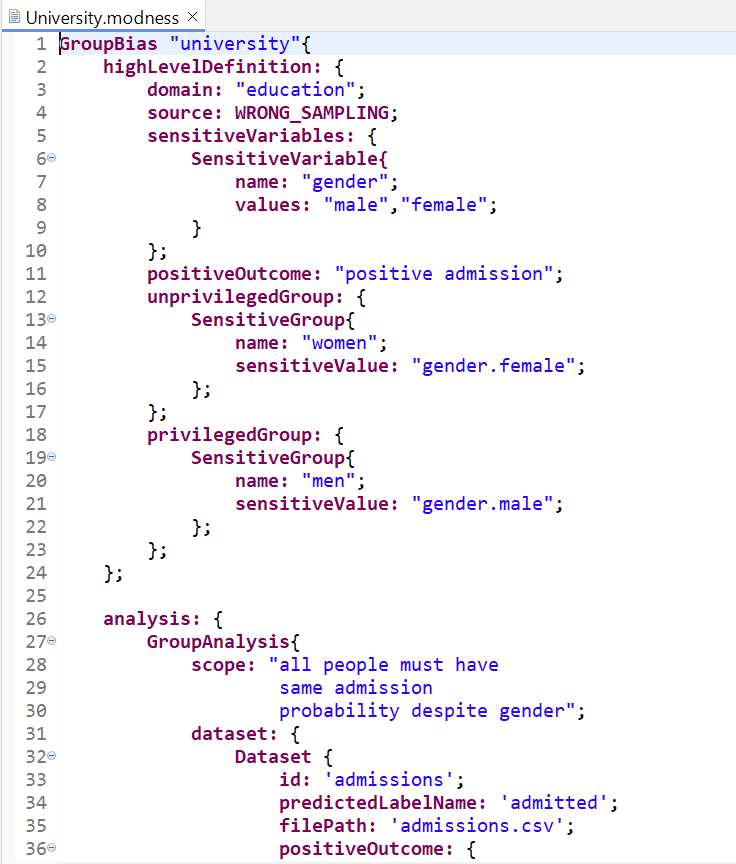 University.modness
1 GroupBias "university"{
2     highLevelDefinition: {
3         domain: "education";
4         source: WRONG_SAMPLING;
5         sensitiveVariables: {
6             SensitiveVariable{
7                 name: "gender";
8                 values: "male","female";
9             }
10         };
11         positiveOutcome: "positive admission";
12         unprivilegedGroup: {
13             SensitiveGroup{
14                 name: "women";
15                 sensitiveValue: "gender.female";
16             };
17         };
18         privilegedGroup: {
19             SensitiveGroup{
20                 name: "men";
21                 sensitiveValue: "gender.male";
22             };
23         };
24     };
25
26     analysis: {
27         GroupAnalysis{
28             scope: "all people must have
29                     same admission
30                     probability despite gender";
31             dataset: {
32                 Dataset {
33                     id: 'admissions';
34                     predictedLabelName: 'admitted';
35                     filePath: 'admissions.csv';
36                     positiveOutcome: {